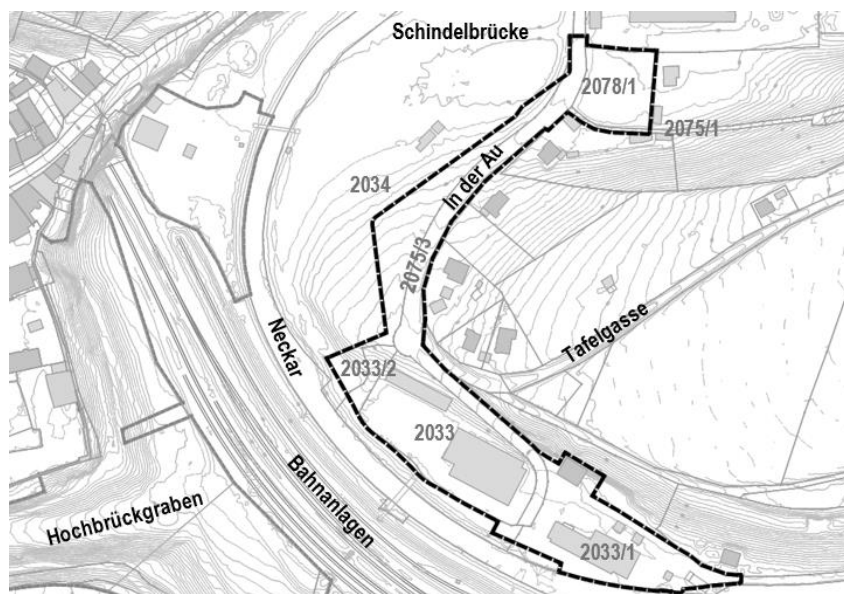 Schindelbrücke
2078/1
2075/1
2034
In der Au
2075/3
Neckar
Tafelgasse
2033/2
2033
Bahnanlagen
Hochbrückgraben
2033/1